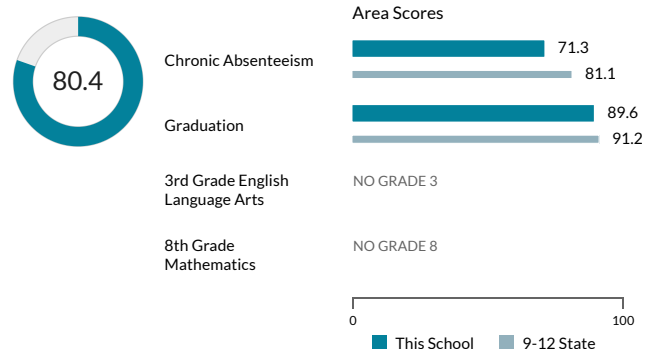 Area Scores
80.4
Chronic Absenteeism
71.3
81.1
Graduation
89.6
91.2
3rd Grade English
Language Arts
NO GRADE 3
8th Grade
Mathematics
NO GRADE 8
0
100
This School
9-12 State